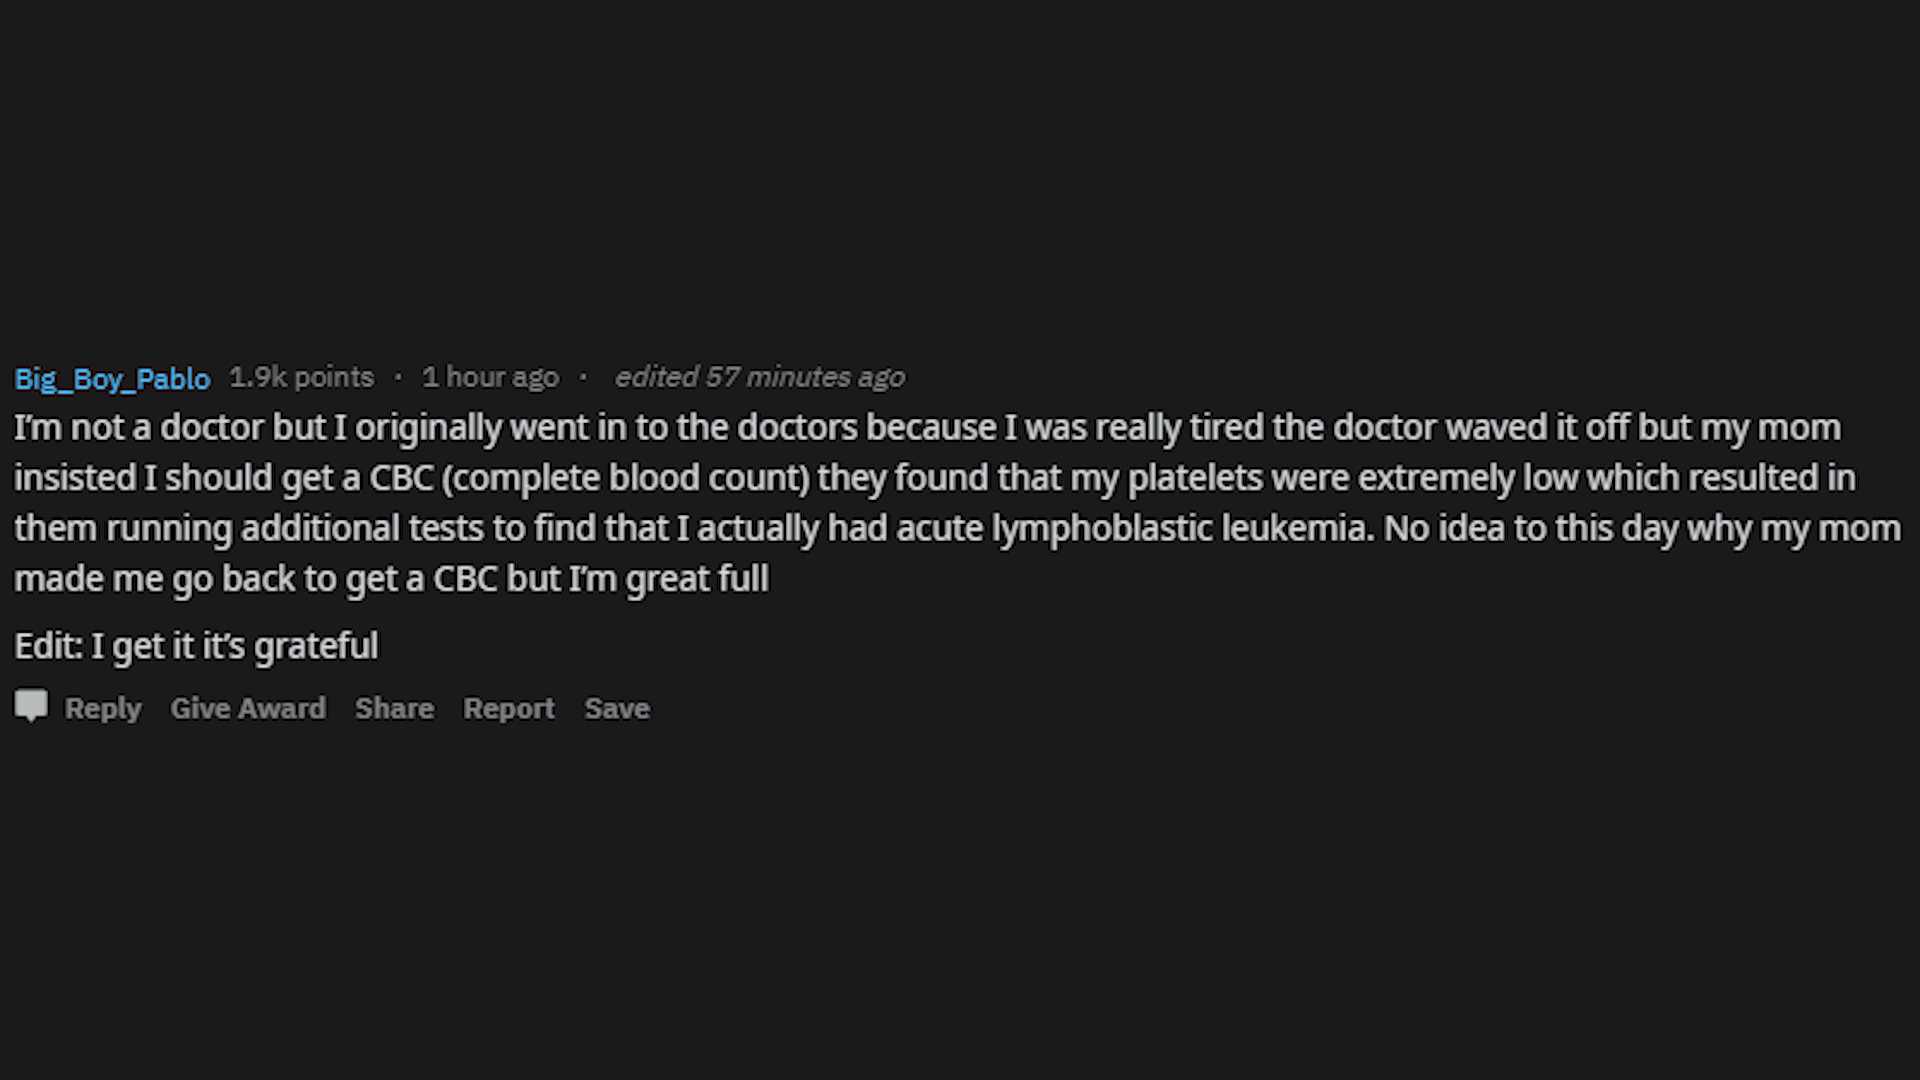 Big_Boy_Pablo 1.9k points · 1 hour ago · edited 57 minutes ago
I’m not a doctor but I originally went in to the doctors because I was really tired the doctor waved it off but my mom
insisted I should get a CBC (complete blood count) they found that my platelets were extremely low which resulted in
them running additional tests to find that I actually had acute lymphoblastic leukemia. No idea to this day why my mom
made me go back to get a CBC but I’m great full
Edit: I get it it’s grateful
Reply Give Award Share Report Save